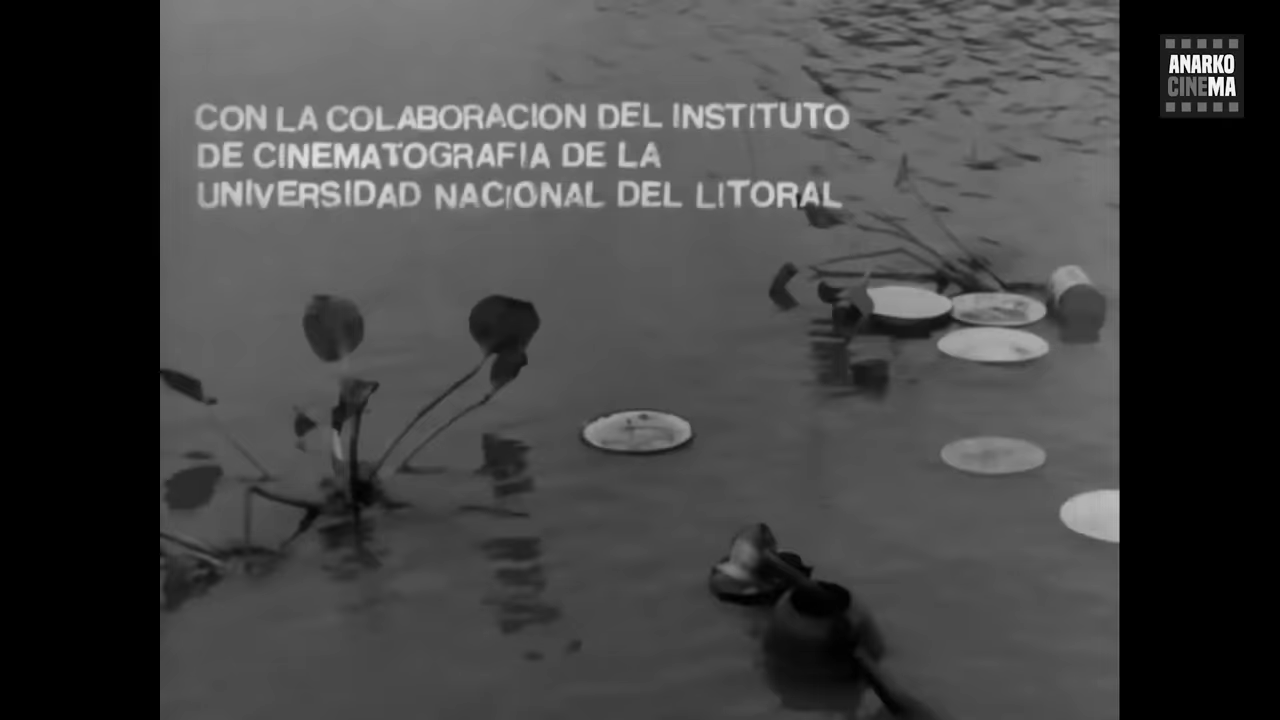 CON LA COLABORACION DEL INSTITUTO
DE CINEMATOGRAFIA DE LA
UNIVERSIDAD NACIONAL DEL LITORAL
ANARKO
CINEMA